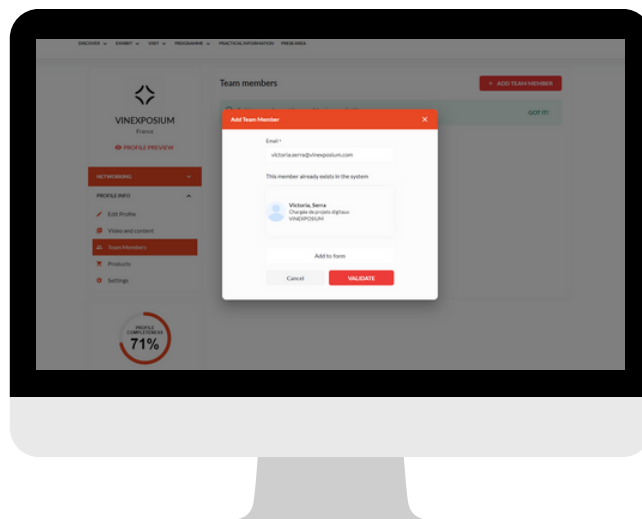 DISCOVER EXHIBIT VISIT PROGRAMME PRACTICAL INFORMATION PRESS AREA
VINEXPOSIUM
France
PROFILE PREVIEW
NETWORKING
PROFILE INFO
Edit Profile
Video and content
Team Members
Products
Settings
PROFILE
COMPLETENESS
71%
Team members
+ ADD TEAM MEMBER
GOT IT!
Add Team Member
Email *
victoria.serra@vinexposium.com
This member already exists in the system
Victoria, Serra
Chargée de projets digitaux
VINEXPOSIUM
Add to form
Cancel
VALIDATE